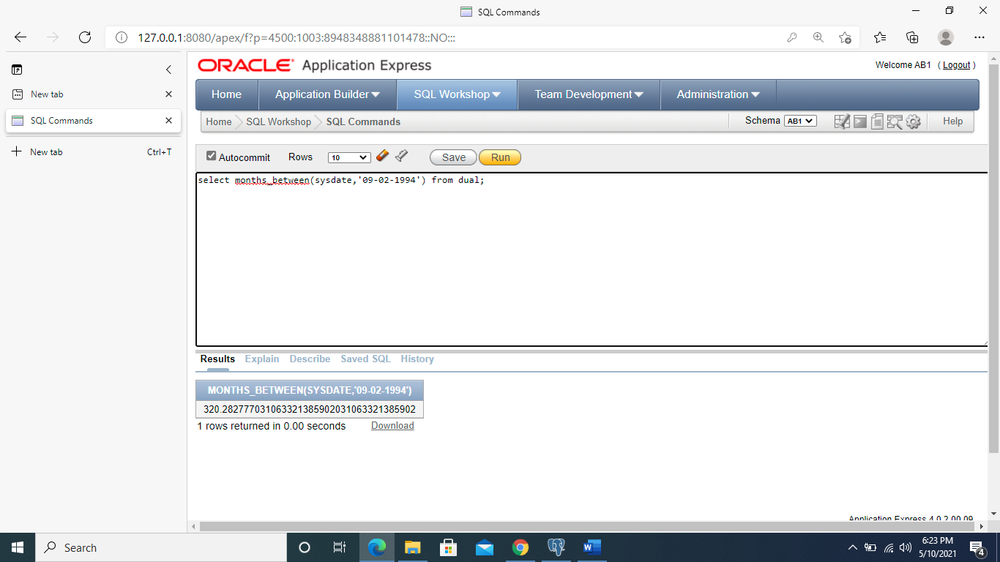 SQL Commands
127.0.0.1:8080/apex/f?p=4500:1003:8948348881101478::NO:::
New tab
SQL Commands
New tab Ctrl+T
ORACLE® Application Express
Welcome AB1 ( Logout )
Home Application Builder SQL Workshop Team Development Administration
Home SQL Workshop SQL Commands Schema AB1 Help
Autocommit Rows 10 Save Run
select months_between(sysdate,'09-02-1994') from dual;
Results Explain Describe Saved SQL History
MONTHS_BETWEEN(SYSDATE,'09-02-1994')
320.282777031063321385902031063321385902
1 rows returned in 0.00 seconds Download
Application Express 4.0.2.00.09
Search
6:23 PM
5/10/2021
4